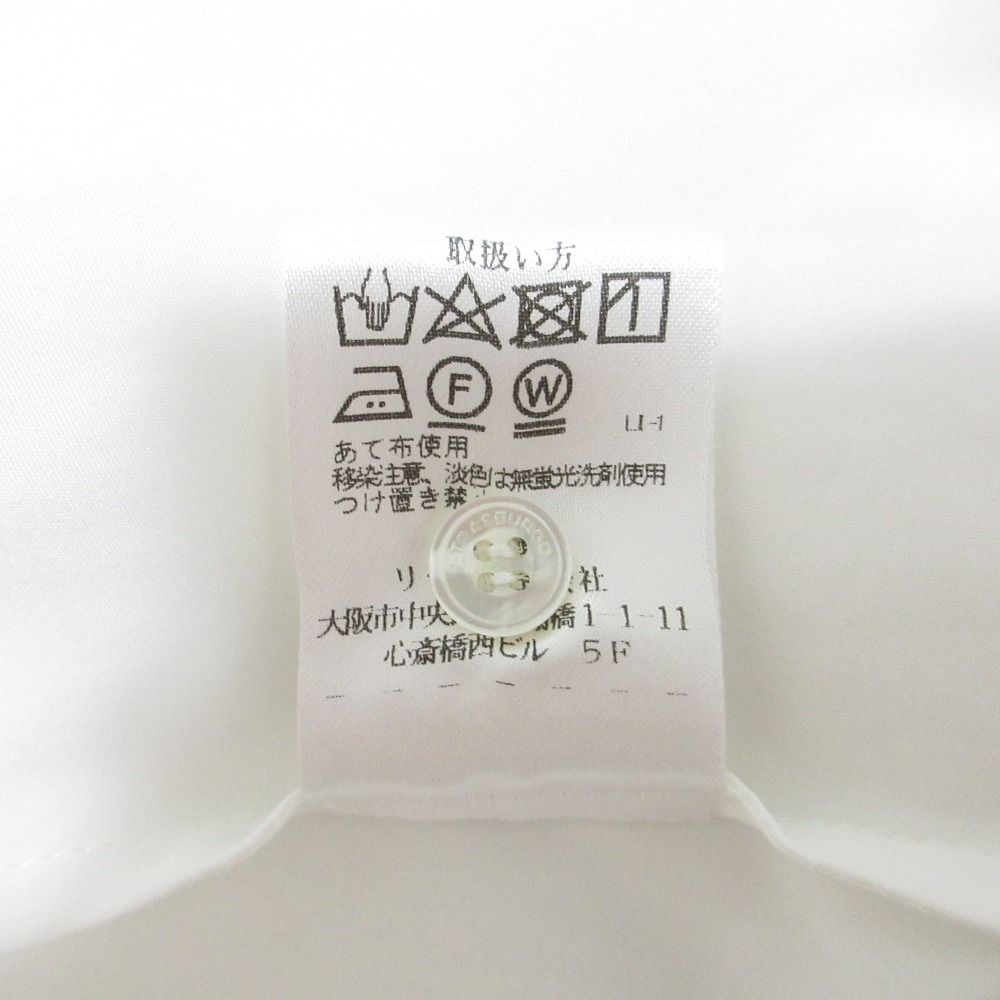 取扱い方
F W
LI-1
あて布使用
移染注意、淡色は無蛍光洗剤使用
つけ置き禁
TRASGUARDO
リ 社
大阪市中央 橋1-1-11
心斎橋西ビル 5F